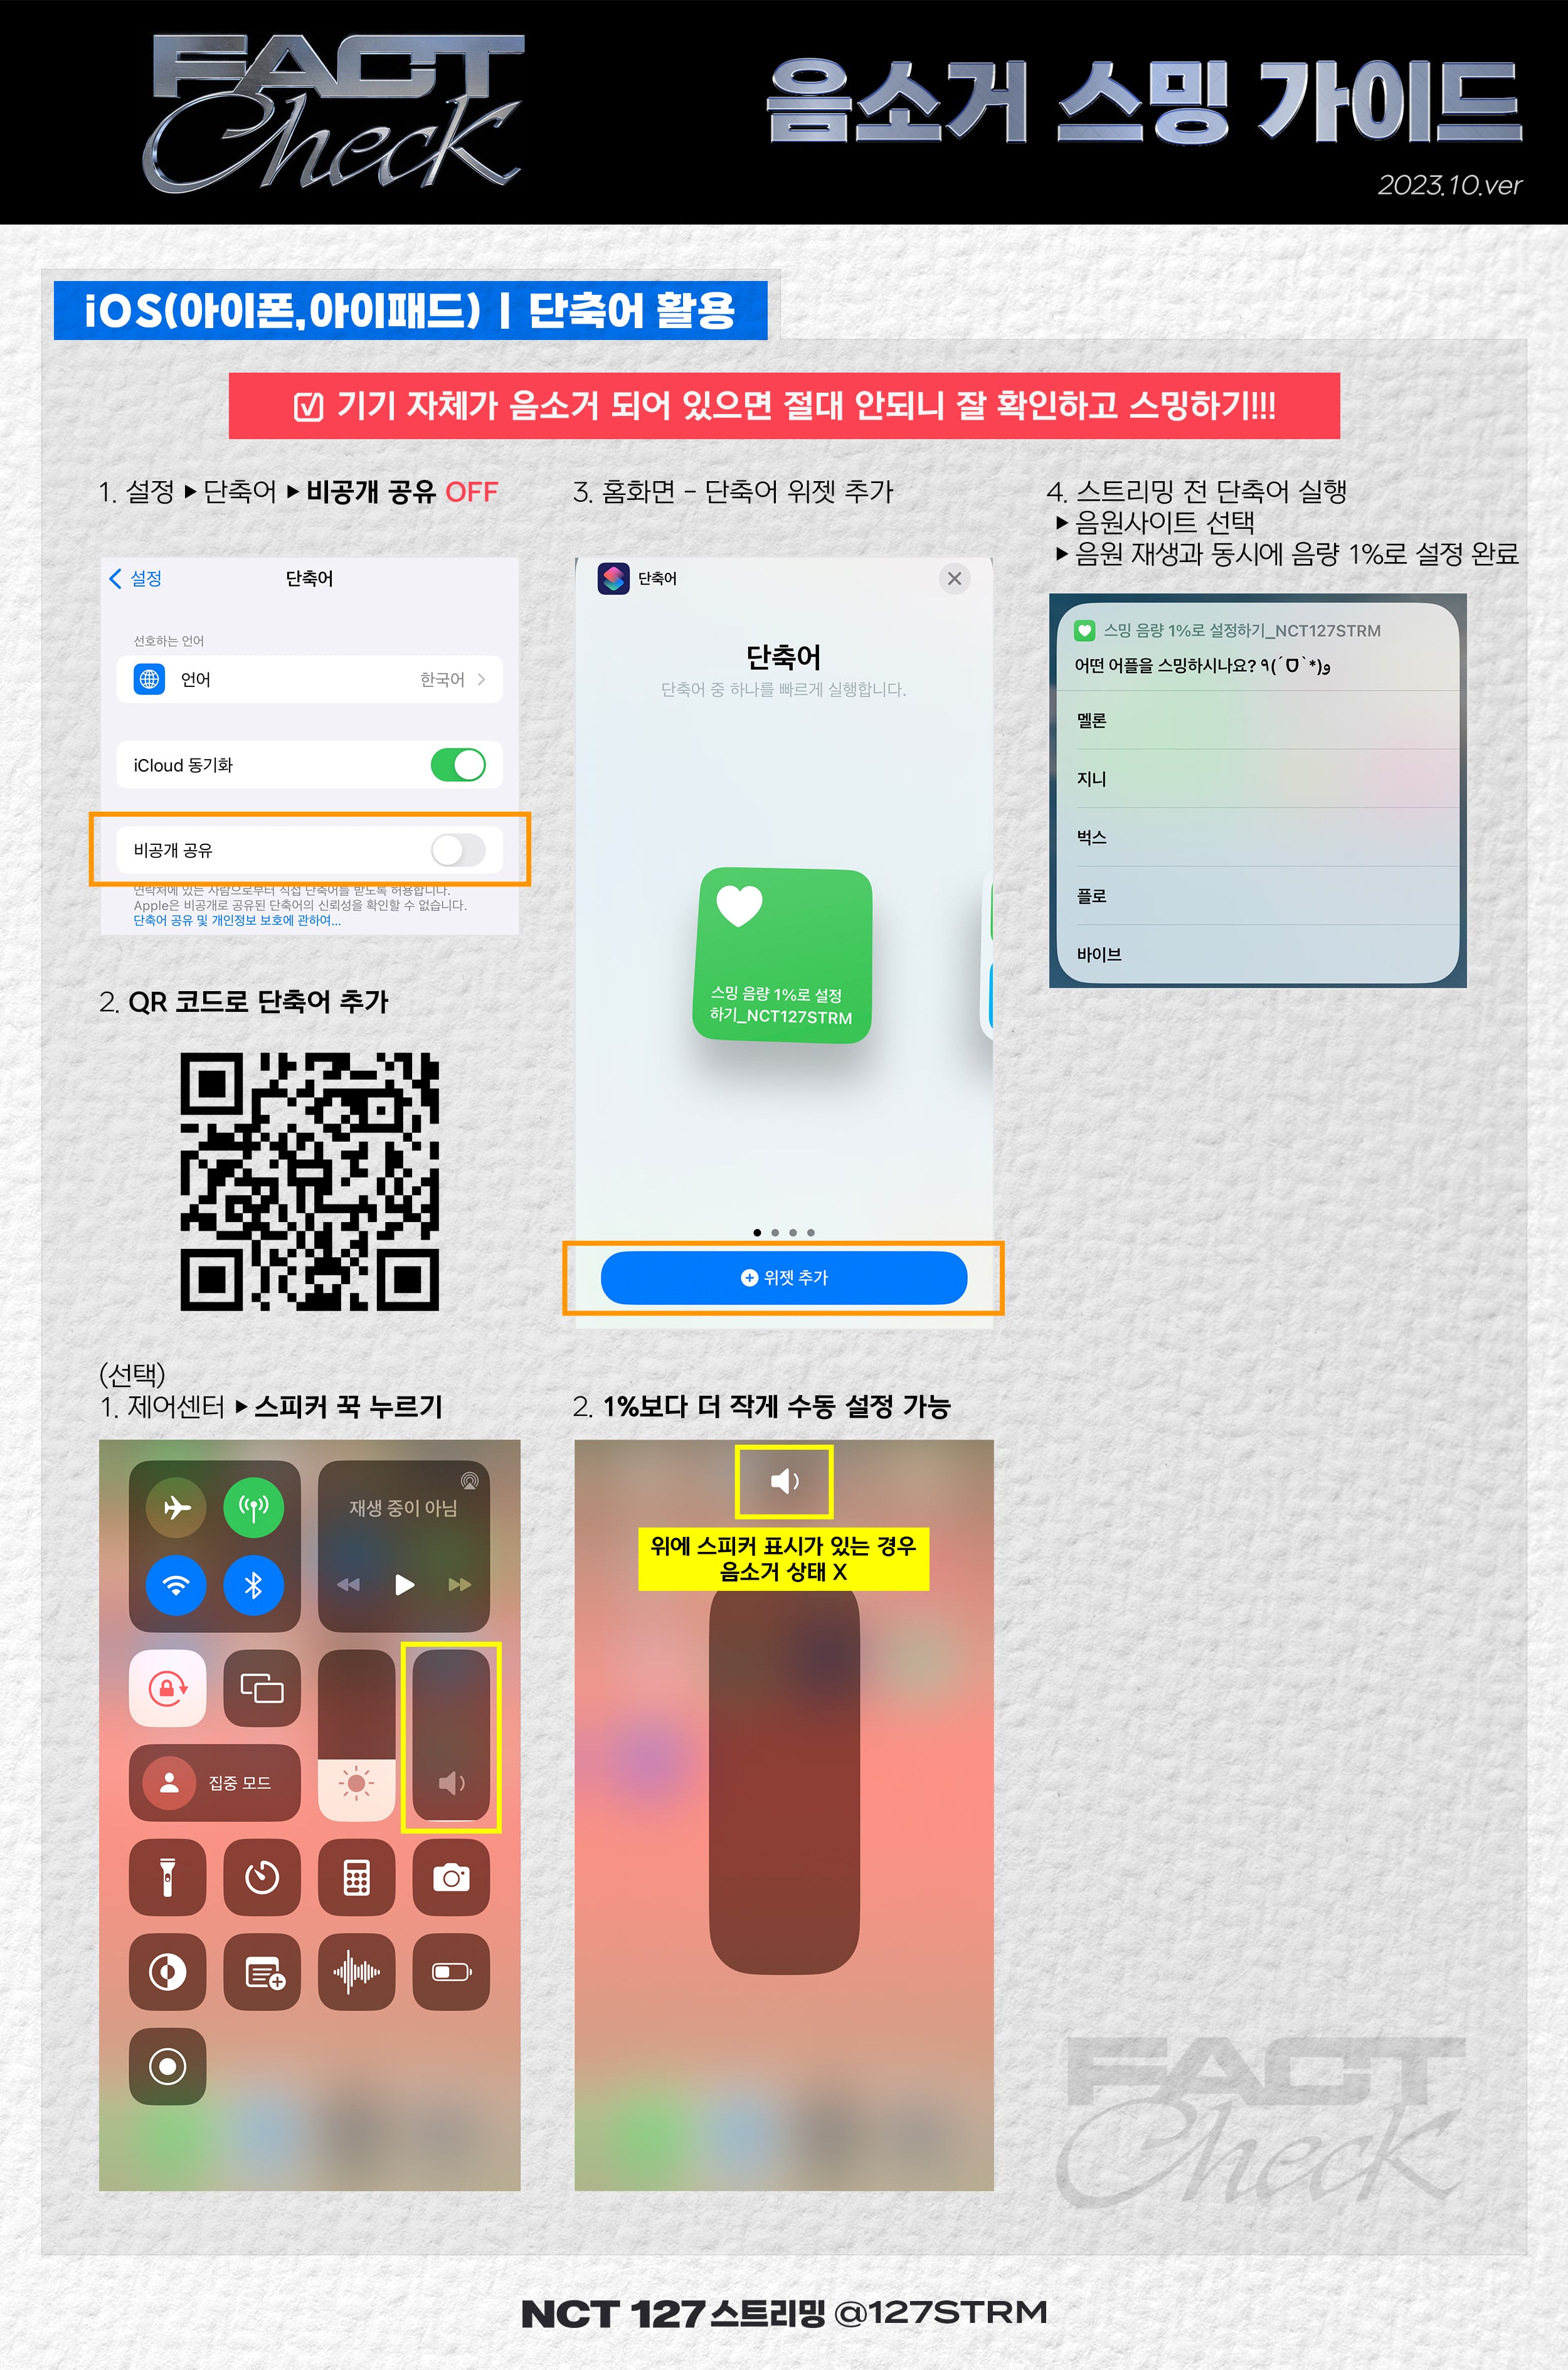 FACT
Check
음소거 스밍 가이드
2023.10.ver
iOS(아이폰,아이패드) | 단축어 활용
☑ 기기 자체가 음소거 되어 있으면 절대 안되니 잘 확인하고 스밍하기!!!
1. 설정 ▶ 단축어 ▶ 비공개 공유 OFF
설정
단축어
선호하는 언어
언어
한국어
iCloud 동기화
비공개 공유
연락처에 있는 사람으로부터 직접 단축어를 받도록 허용합니다.
Apple은 비공개로 공유된 단축어의 신뢰성을 확인할 수 없습니다.
단축어 공유 및 개인정보 보호에 관하여...
2. QR 코드로 단축어 추가
3. 홈화면 - 단축어 위젯 추가
단축어
단축어
단축어 중 하나를 빠르게 실행합니다.
스밍 음량 1%로 설정
하기_NCT127STRM
위젯 추가
4. 스트리밍 전 단축어 실행
▶ 음원사이트 선택
▶ 음원 재생과 동시에 음량 1%로 설정 완료
스밍 음량 1%로 설정하기_NCT127STRM
어떤 어플을 스밍하시나요? ٩(ˊᗜˋ*)و
멜론
지니
벅스
플로
바이브
(선택)
1. 제어센터 ▶ 스피커 꾹 누르기
재생 중이 아님
집중 모드
2. 1%보다 더 작게 수동 설정 가능
위에 스피커 표시가 있는 경우
음소거 상태 X
FACT
Check
NCT 127 스트리밍 @127STRM